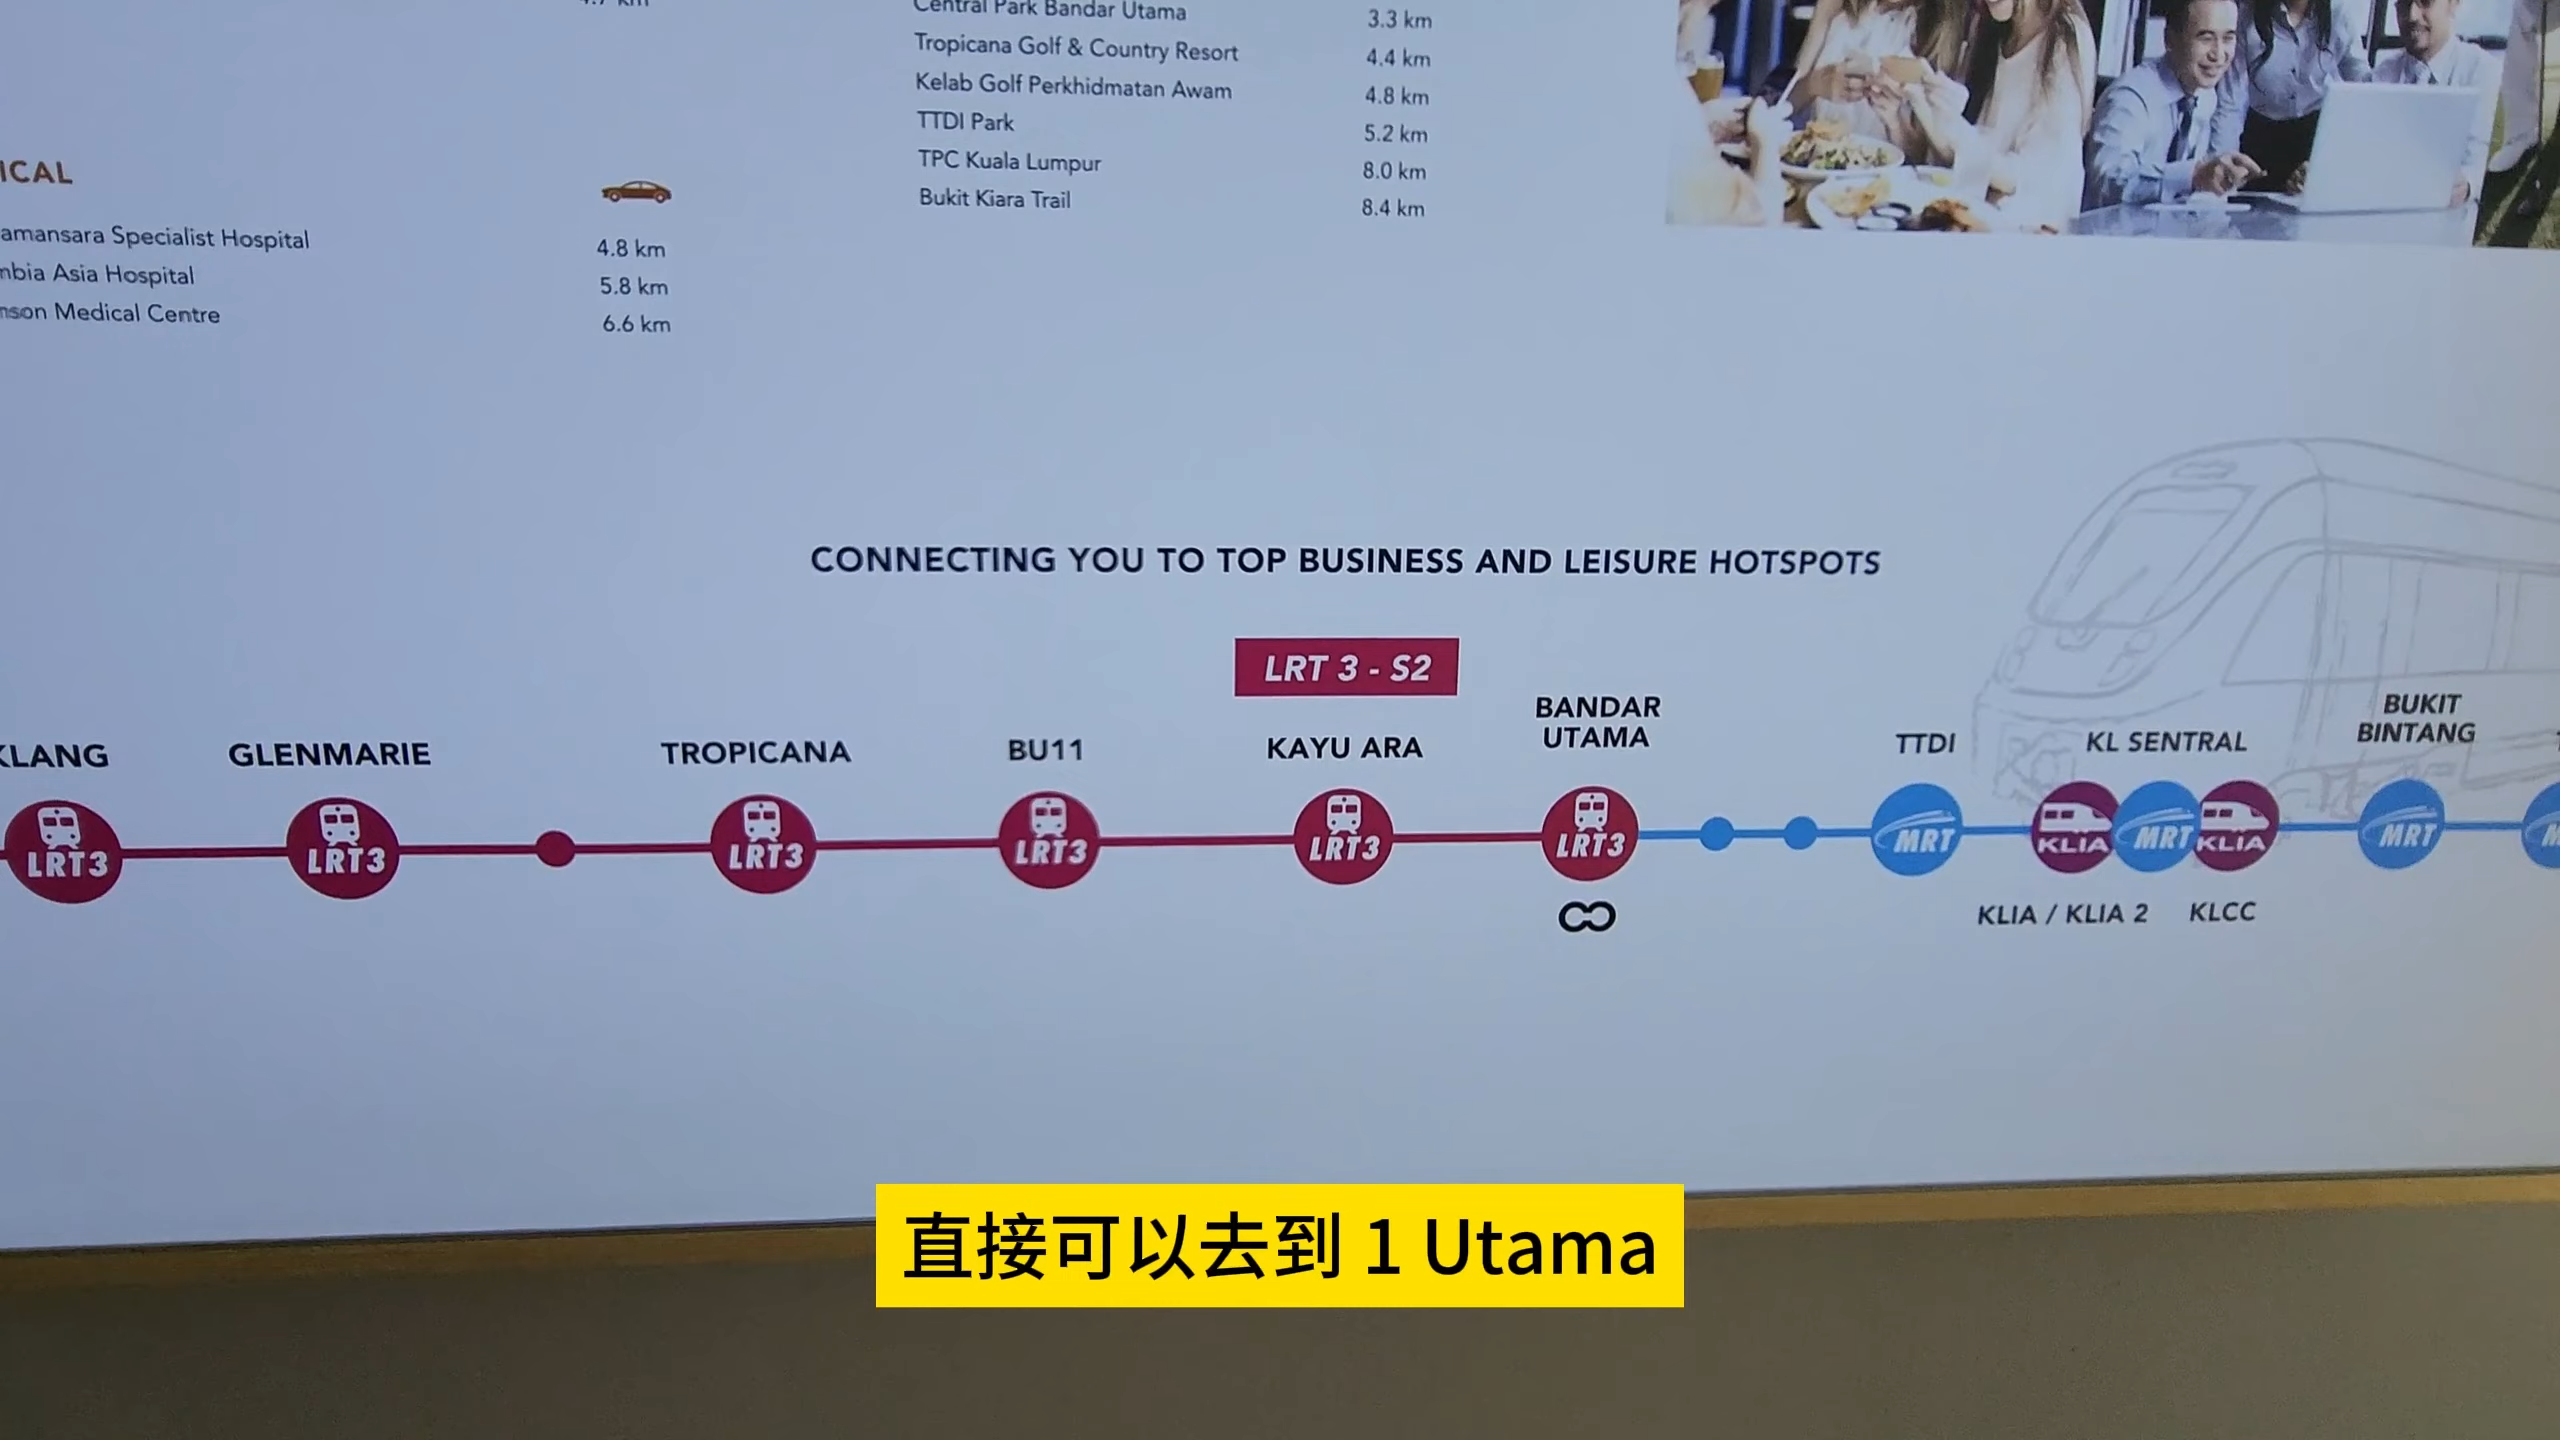 Central Park Bandar Utama 3.3 km
Tropicana Golf & Country Resort 4.4 km
Kelab Golf Perkhidmatan Awam 4.8 km
TTDI Park 5.2 km
TPC Kuala Lumpur 8.0 km
Bukit Kiara Trail 8.4 km
ICAL
amansara Specialist Hospital 4.8 km
mbia Asia Hospital 5.8 km
nson Medical Centre 6.6 km
CONNECTING YOU TO TOP BUSINESS AND LEISURE HOTSPOTS
LRT 3 - S2
KLANG GLENMARIE TROPICANA BU11 KAYU ARA BANDAR UTAMA TTDI KL SENTRAL BUKIT BINTANG
LRT3 LRT3 LRT3 LRT3 LRT3 LRT3 MRT KLIA MRT KLIA MRT
KLIA / KLIA 2 KLCC
直接可以去到 1 Utama